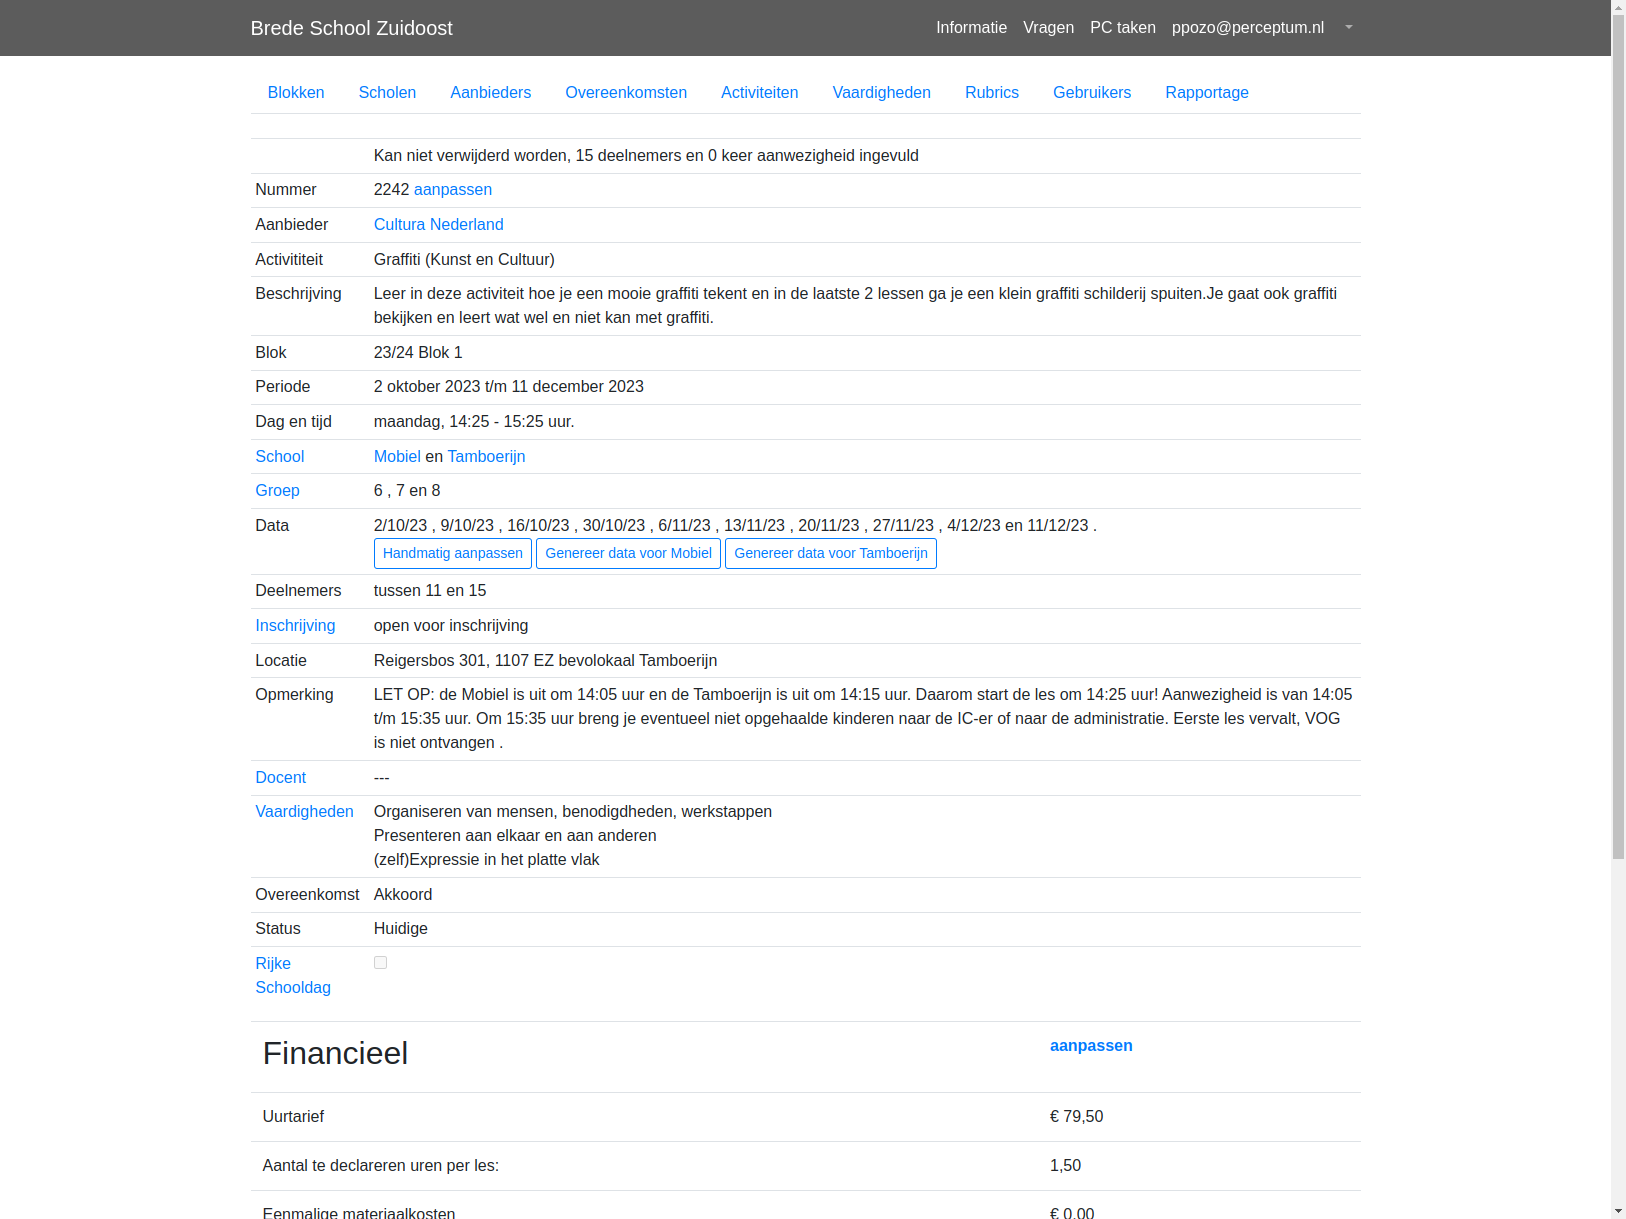 Brede School Zuidoost
Informatie Vragen PC taken ppozo@perceptum.nl
Blokken Scholen Aanbieders Overeenkomsten Activiteiten Vaardigheden Rubrics Gebruikers Rapportage
Kan niet verwijderd worden, 15 deelnemers en 0 keer aanwezigheid ingevuld
Nummer 2242 aanpassen
Aanbieder Cultura Nederland
Activititeit Graffiti (Kunst en Cultuur)
Beschrijving Leer in deze activiteit hoe je een mooie graffiti tekent en in de laatste 2 lessen ga je een klein graffiti schilderij spuiten.Je gaat ook graffiti
bekijken en leert wat wel en niet kan met graffiti.
Blok 23/24 Blok 1
Periode 2 oktober 2023 t/m 11 december 2023
Dag en tijd maandag, 14:25 - 15:25 uur.
School Mobiel en Tamboerijn
Groep 6 , 7 en 8
Data 2/10/23 , 9/10/23 , 16/10/23 , 30/10/23 , 6/11/23 , 13/11/23 , 20/11/23 , 27/11/23 , 4/12/23 en 11/12/23 .
Handmatig aanpassen Genereer data voor Mobiel Genereer data voor Tamboerijn
Deelnemers tussen 11 en 15
Inschrijving open voor inschrijving
Locatie Reigersbos 301, 1107 EZ bevolokaal Tamboerijn
Opmerking LET OP: de Mobiel is uit om 14:05 uur en de Tamboerijn is uit om 14:15 uur. Daarom start de les om 14:25 uur! Aanwezigheid is van 14:05
t/m 15:35 uur. Om 15:35 uur breng je eventueel niet opgehaalde kinderen naar de IC-er of naar de administratie. Eerste les vervalt, VOG
is niet ontvangen .
Docent ---
Vaardigheden Organiseren van mensen, benodigdheden, werkstappen
Presenteren aan elkaar en aan anderen
(zelf)Expressie in het platte vlak
Overeenkomst Akkoord
Status Huidige
Rijke
Schooldag
Financieel aanpassen
Uurtarief € 79,50
Aantal te declareren uren per les: 1,50
Eenmalige materiaalkosten € 0,00